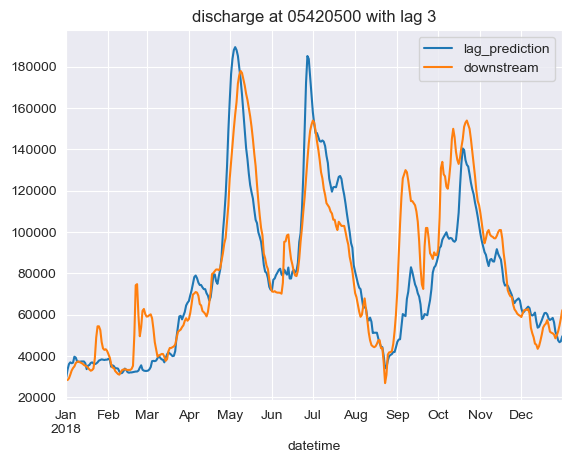 discharge at 05420500 with lag 3
lag_prediction
downstream
180000
160000
140000
120000
100000
80000
60000
40000
20000
Jan Feb Mar Apr May Jun Jul Aug Sep Oct Nov Dec
2018
datetime